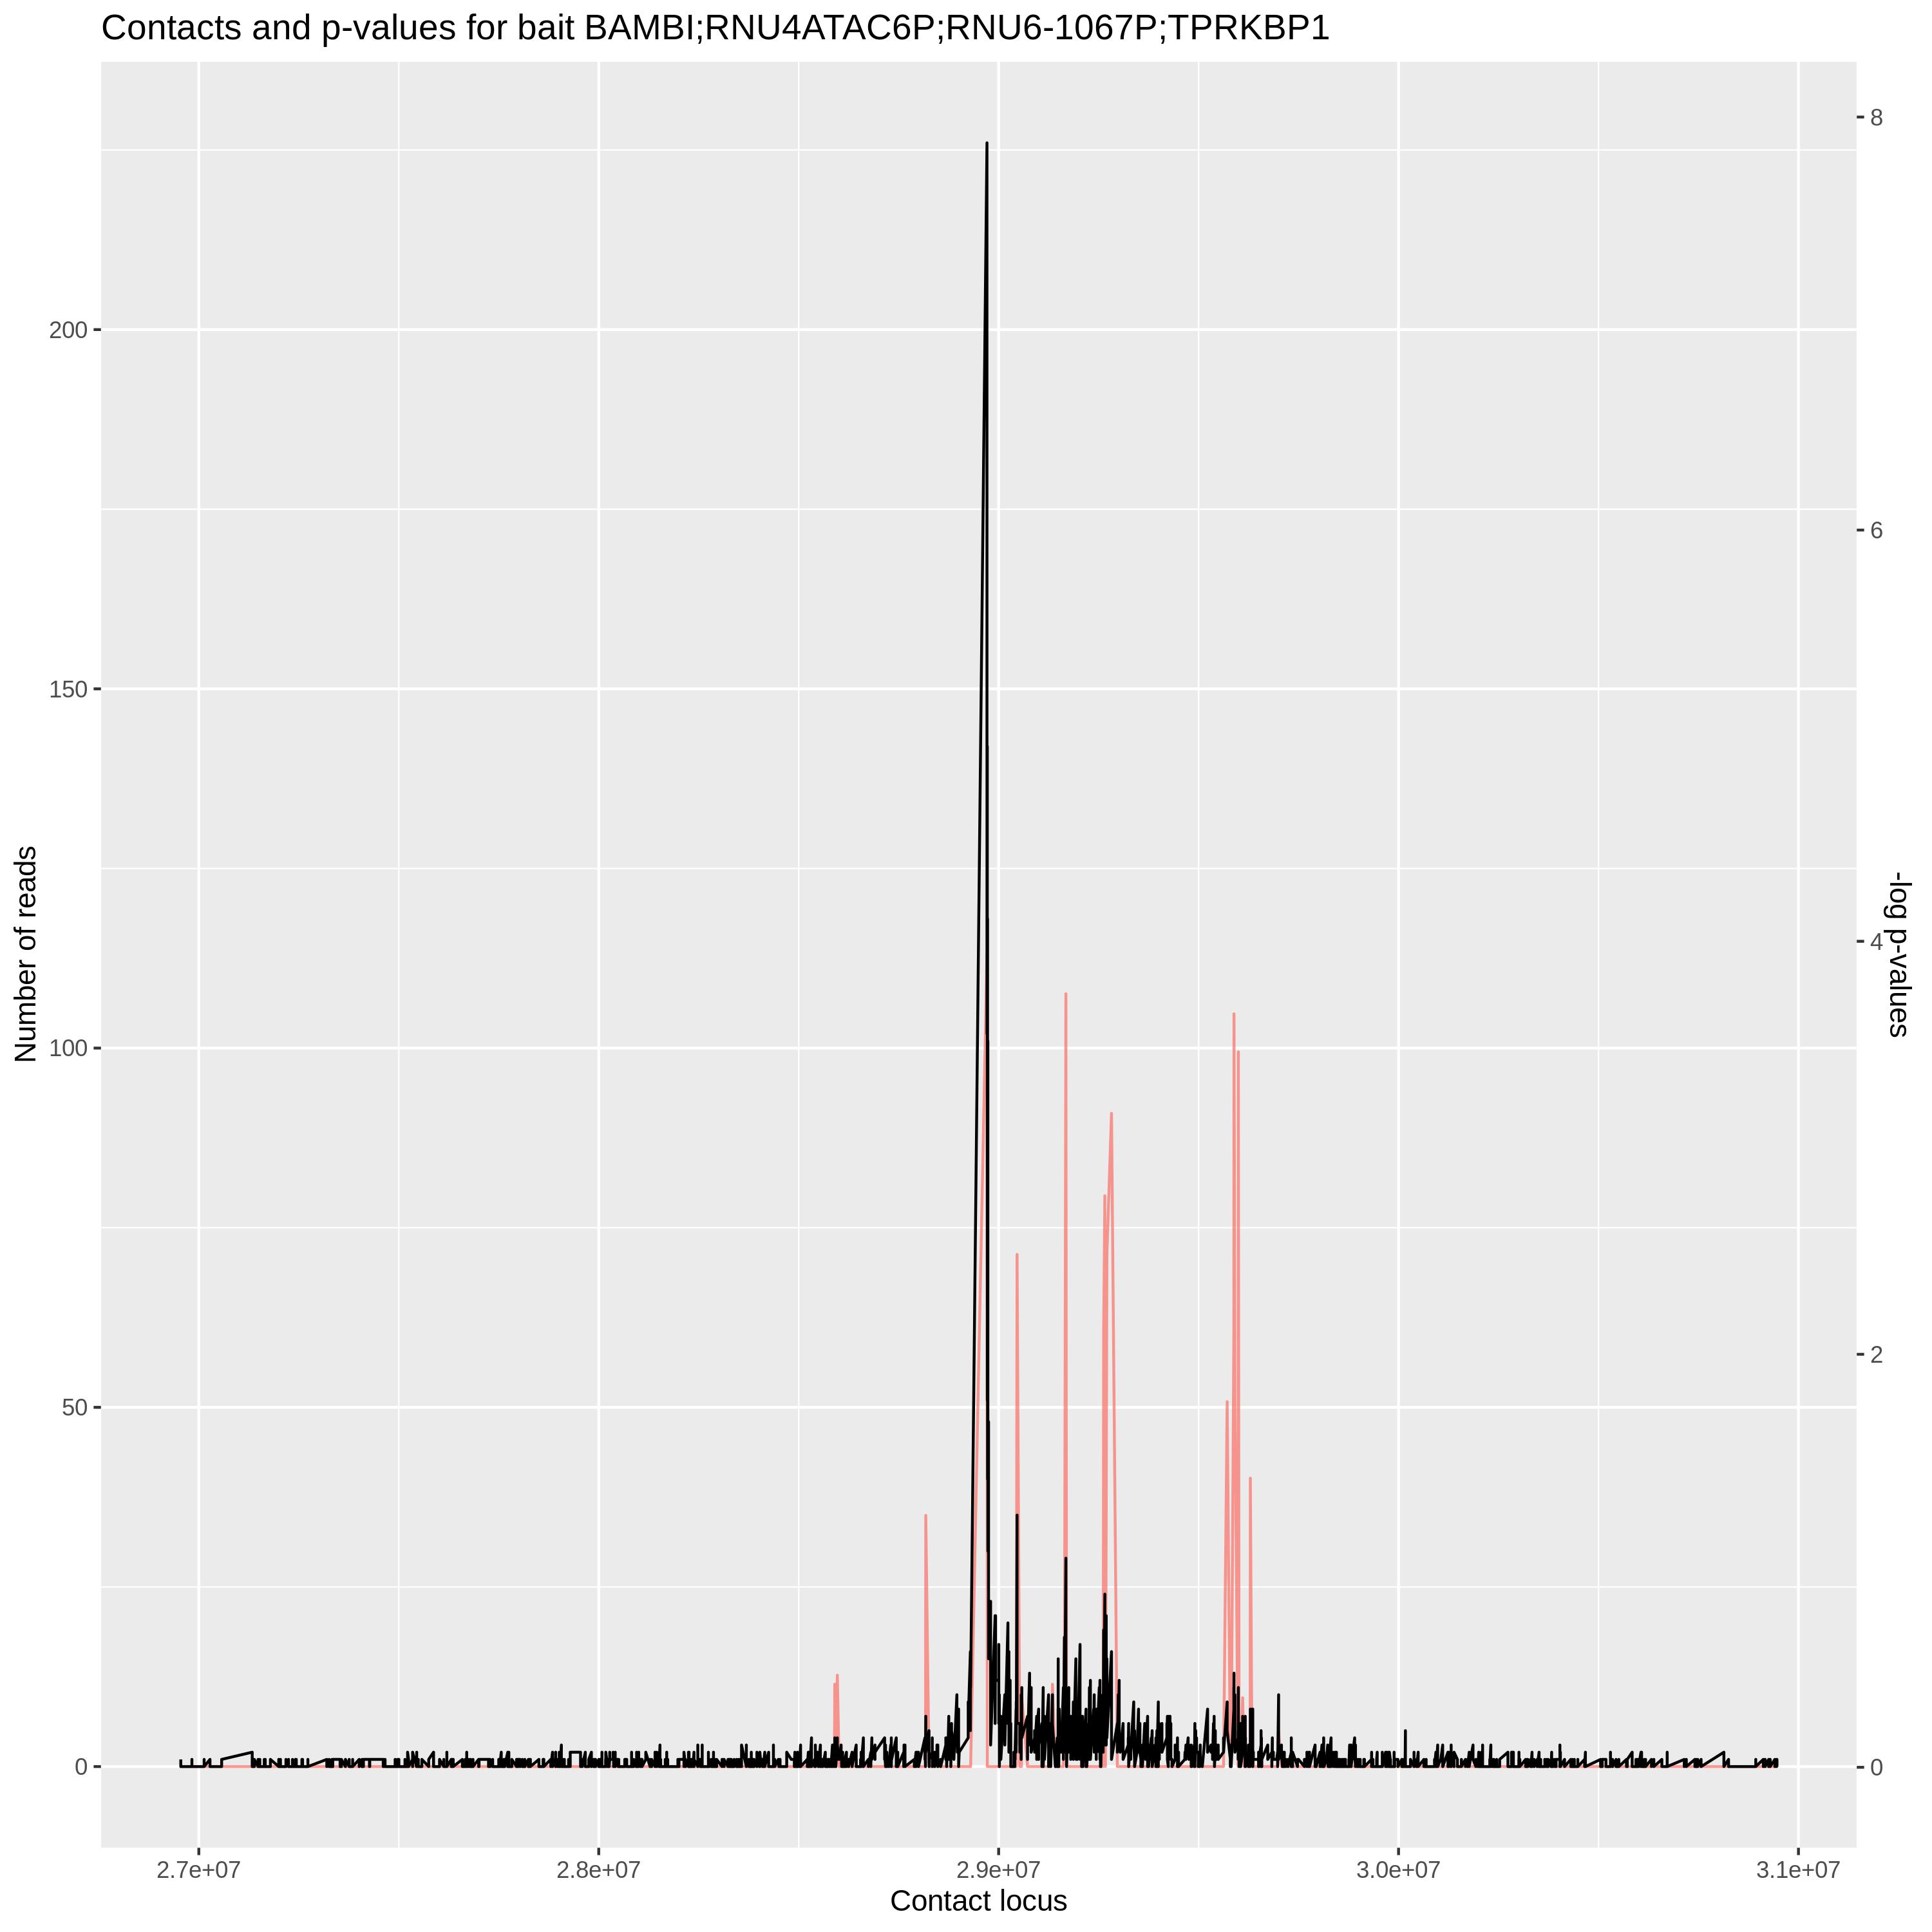 Contacts and p-values for bait BAMBI;RNU4ATAC6P;RNU6-1067P;TPRKBP1
8
200
6
150
Number of reads
4
-log p-values
100
2
50
0
0
2.7e+07
2.8e+07
2.9e+07
3.0e+07
3.1e+07
Contact locus